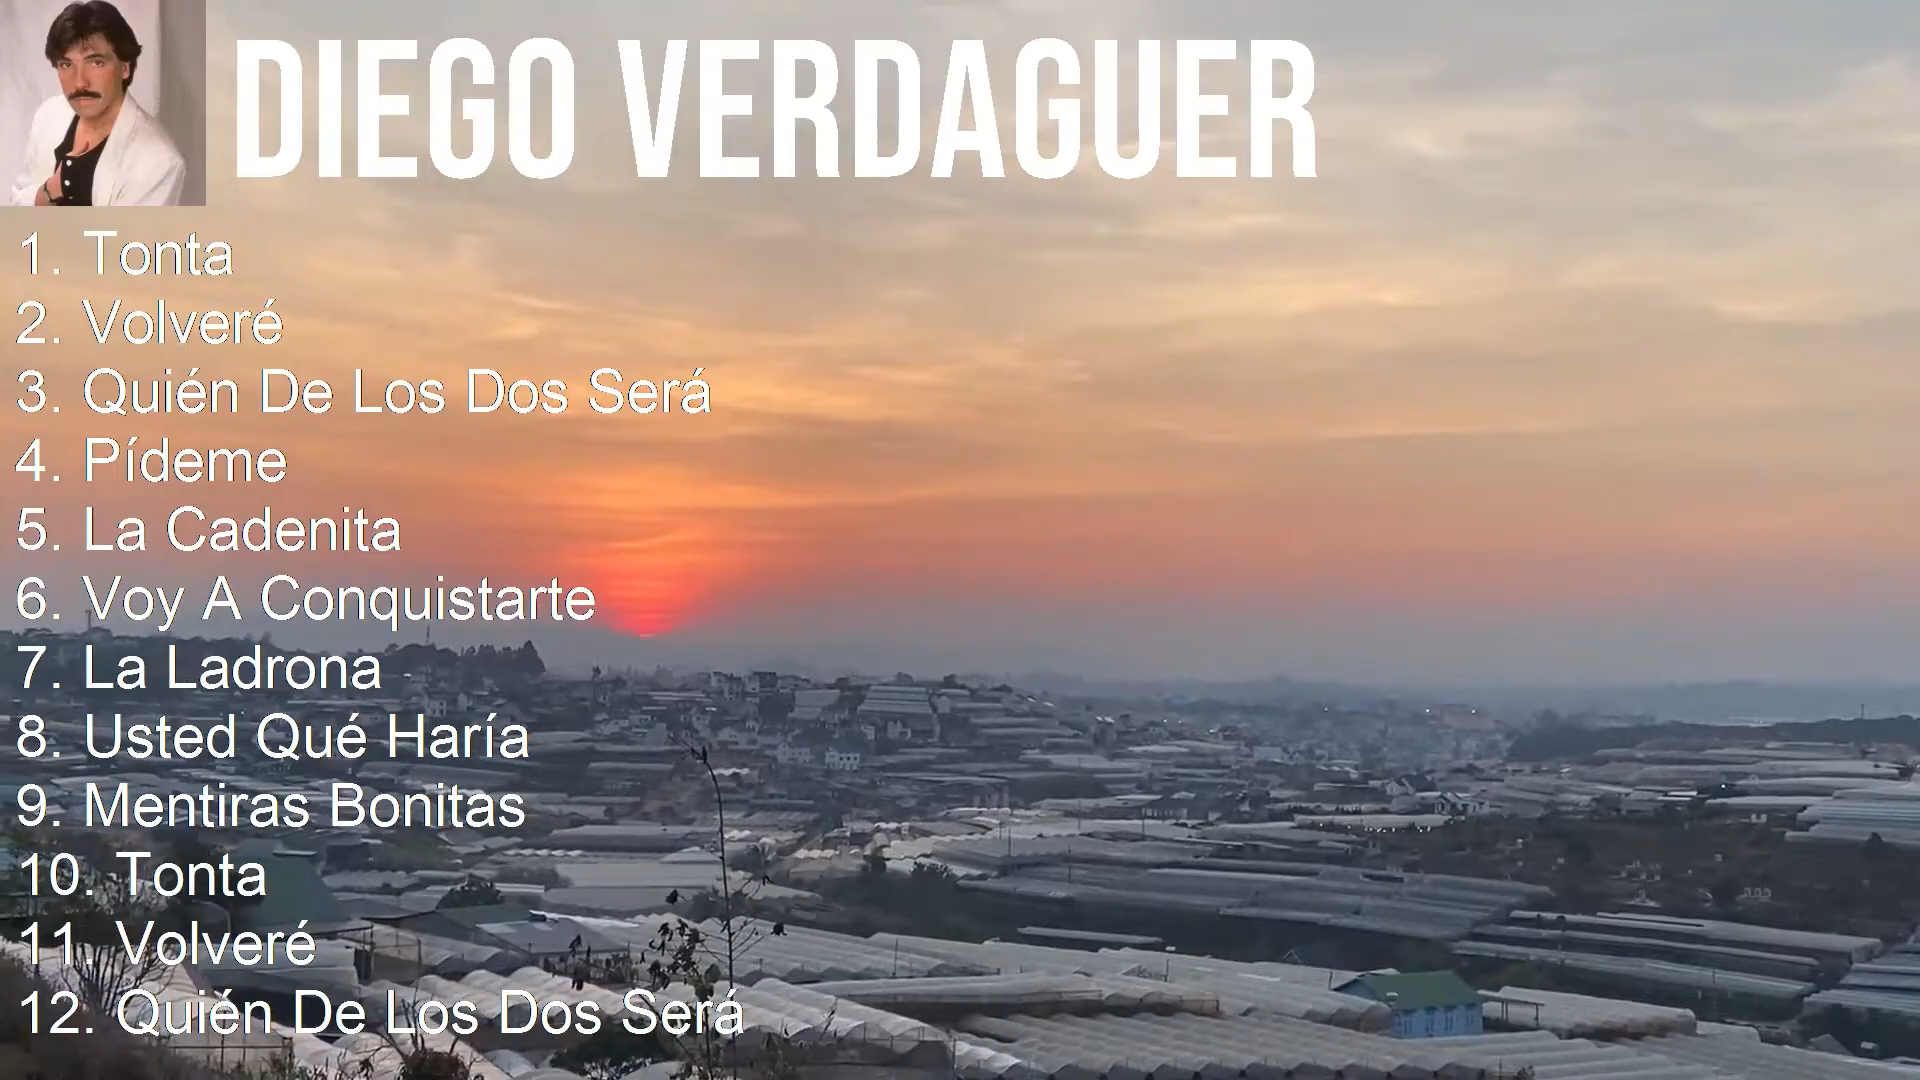 DIEGO VERDAGUER
1. Tonta
2. Volveré
3. Quién De Los Dos Será
4. Pídeme
5. La Cadenita
6. Voy A Conquistarte
7. La Ladrona
8. Usted Qué Haría
9. Mentiras Bonitas
10. Tonta
11. Volveré
12. Quién De Los Dos Será